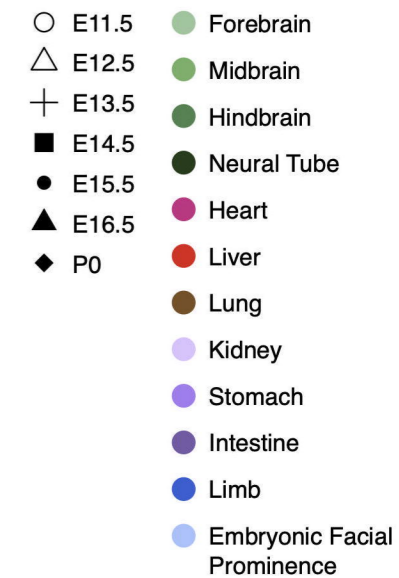 E11.5
E12.5
E13.5
E14.5
E15.5
E16.5
P0
Forebrain
Midbrain
Hindbrain
Neural Tube
Heart
Liver
Lung
Kidney
Stomach
Intestine
Limb
Embryonic Facial
Prominence